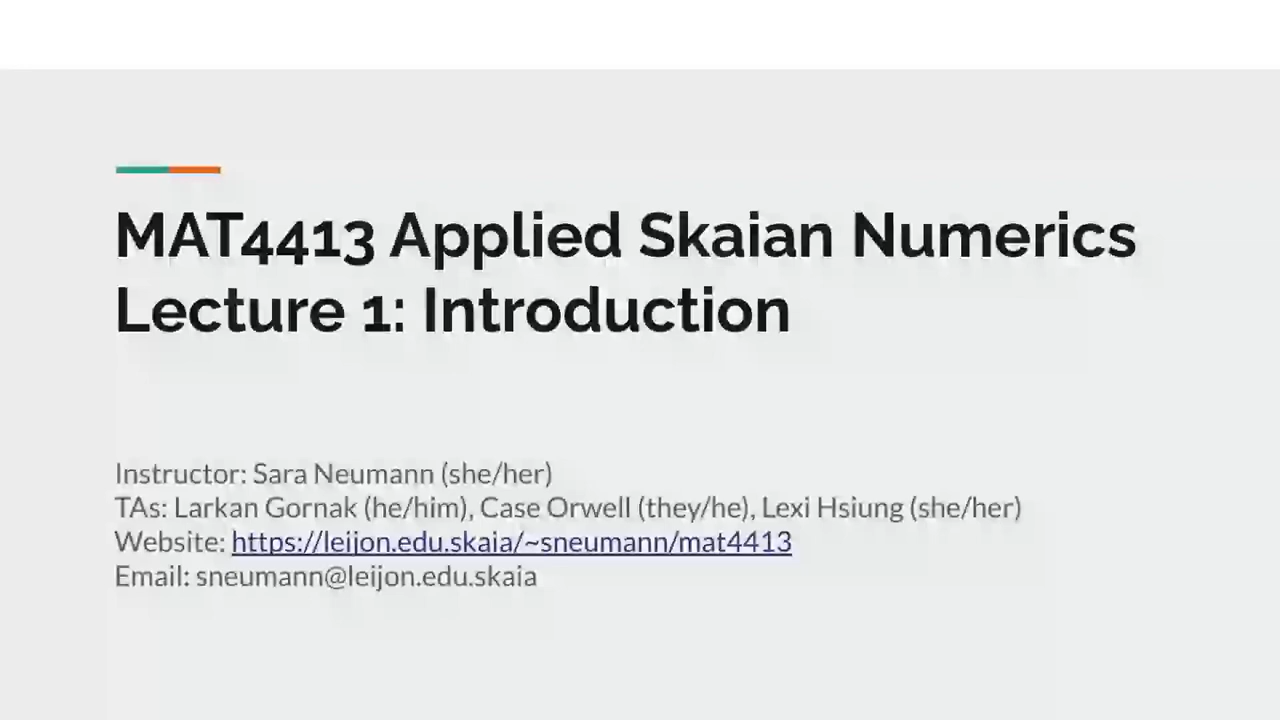 MAT4413 Applied Skaian Numerics
Lecture 1: Introduction
Instructor: Sara Neumann (she/her)
TAs: Larkan Gornak (he/him), Case Orwell (they/he), Lexi Hsiung (she/her)
Website: https://leijon.edu.skaia/~sneumann/mat4413
Email: sneumann@leijon.edu.skaia